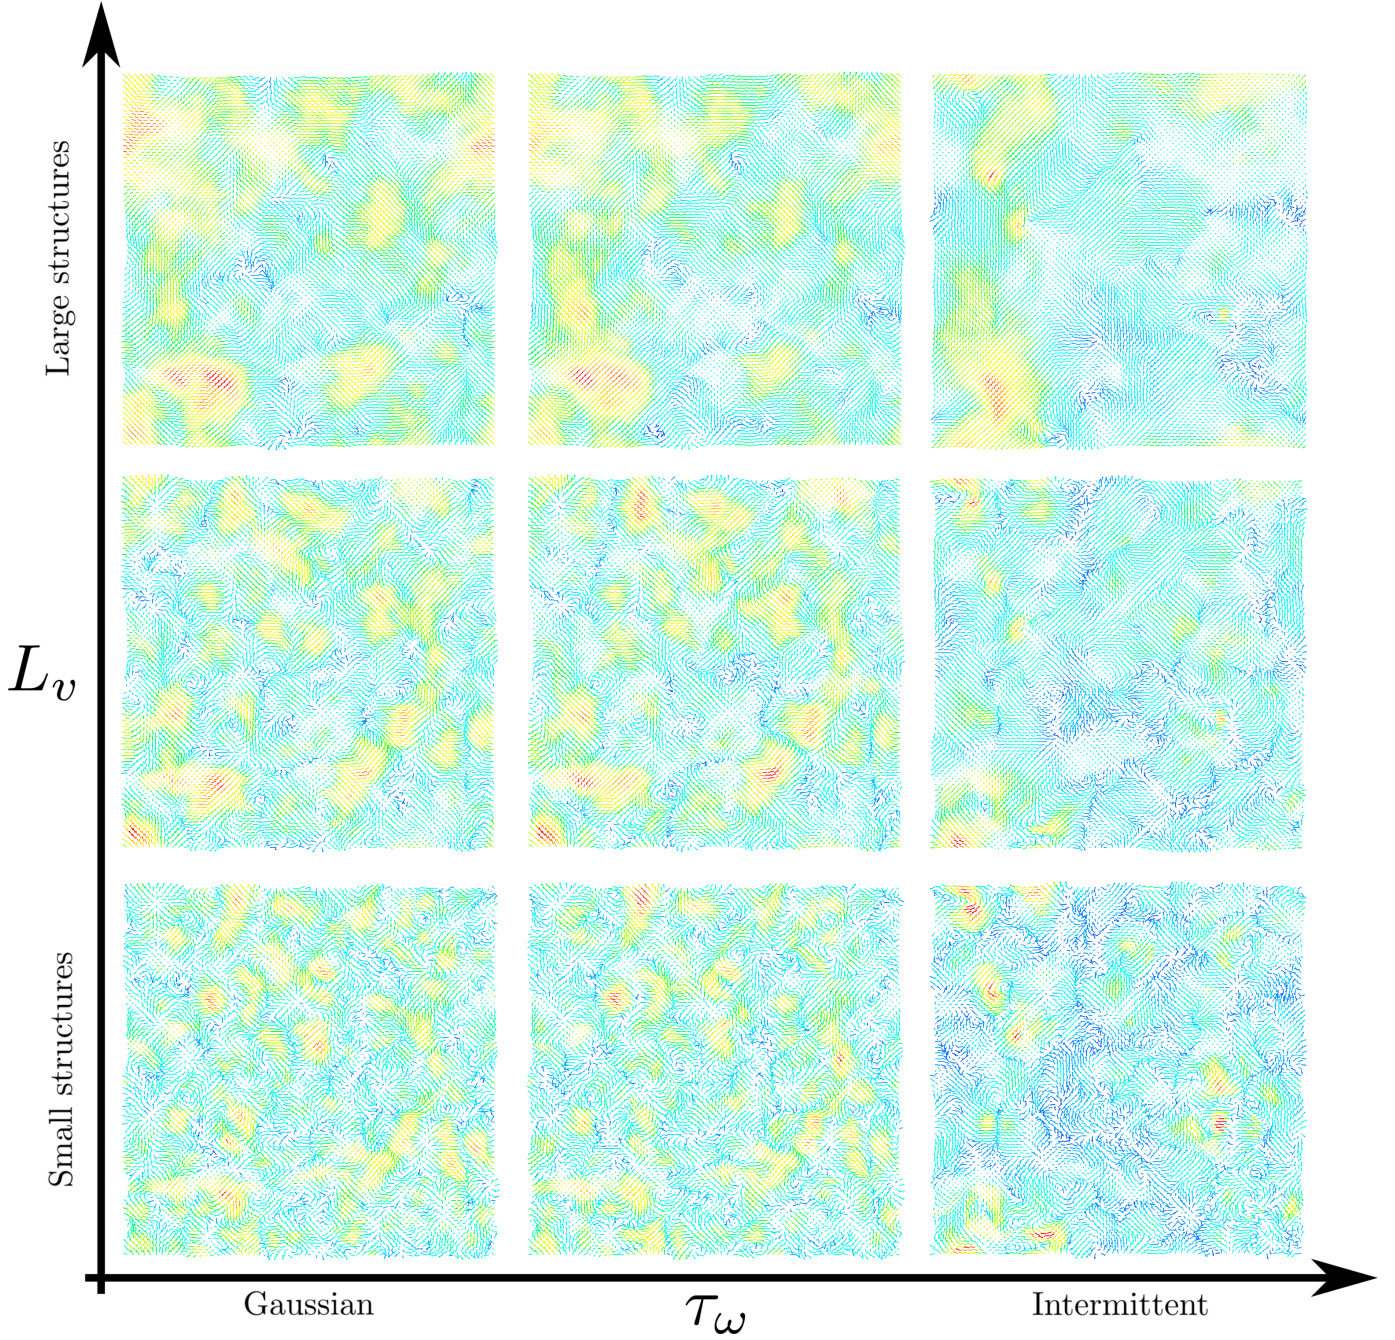 Large structures
L_v
Small structures
Gaussian
τ_ω
Intermittent